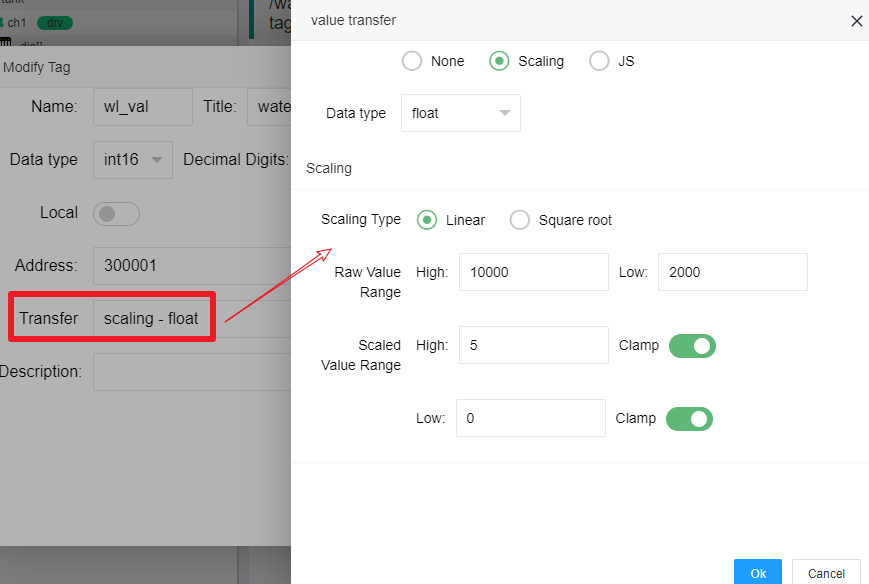 /wa
ch1 drv
tag
Modify Tag
Name: wl_val Title: wate
Data type int16 Decimal Digits:
Local
Address: 300001
Transfer scaling - float
Description:
value transfer
None Scaling JS
Data type float
Scaling
Scaling Type Linear Square root
Raw Value Range High: 10000 Low: 2000
Scaled Value Range High: 5 Clamp
Low: 0 Clamp
Ok Cancel